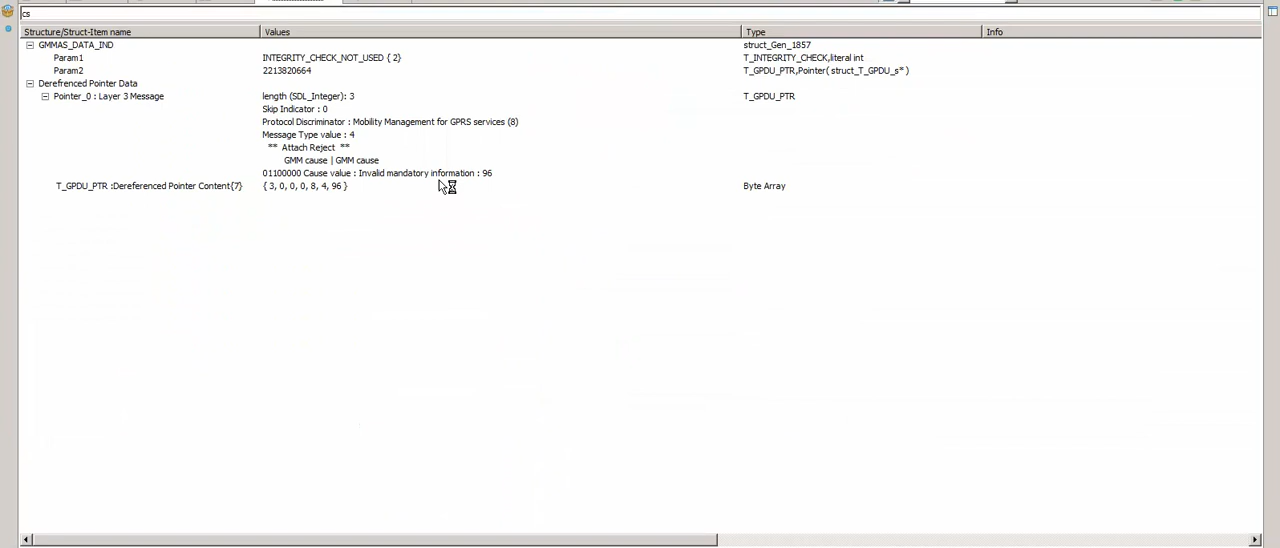 cs
Structure/Struct-Item name Values Type Info
GMMAS_DATA_IND struct_Gen_1857
Param1 INTEGRITY_CHECK_NOT_USED { 2} T_INTEGRITY_CHECK,literal int
Param2 2213820664 T_GPDU_PTR,Pointer( struct_T_GPDU_s* )
Derefrenced Pointer Data
Pointer_0 : Layer 3 Message length (SDL_Integer): 3 T_GPDU_PTR
Skip Indicator : 0
Protocol Discriminator : Mobility Management for GPRS services (8)
Message Type value : 4
** Attach Reject **
GMM cause | GMM cause
01100000 Cause value : Invalid mandatory information : 96
T_GPDU_PTR :Dereferenced Pointer Content{7} { 3, 0, 0, 0, 8, 4, 96 } Byte Array